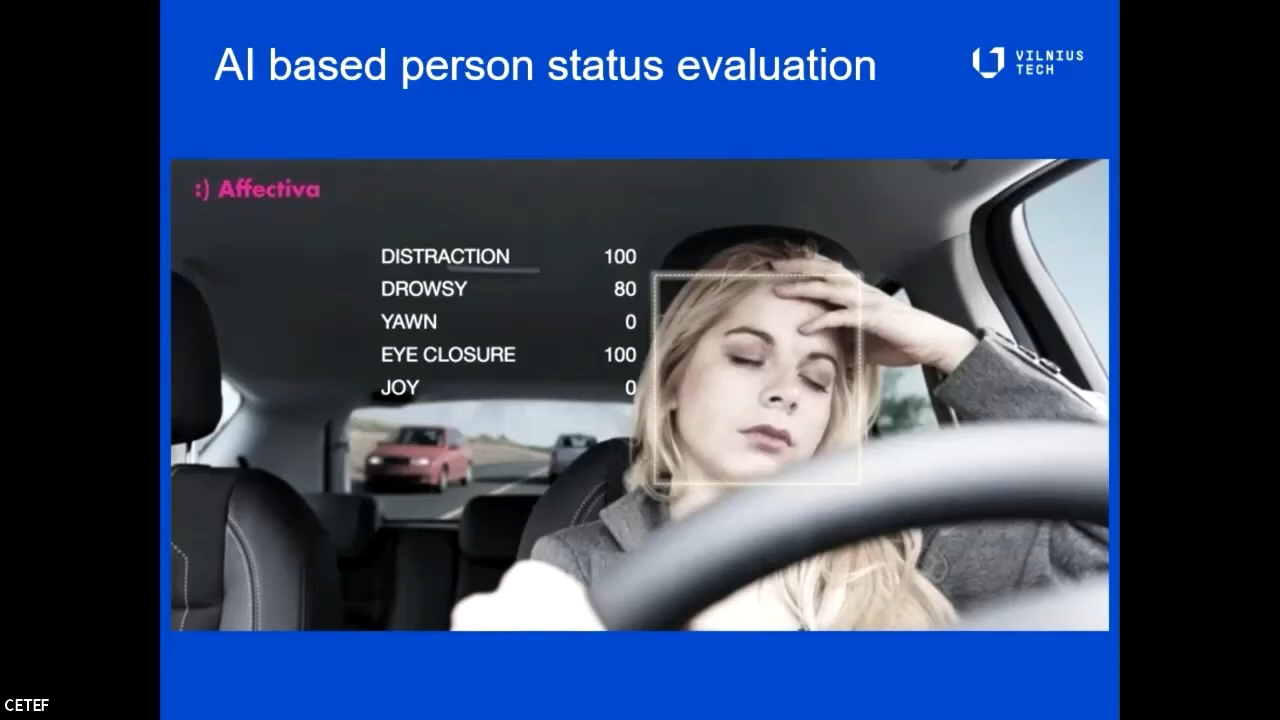 AI based person status evaluation
VILNIUS
TECH
:) Affectiva
DISTRACTION 100
DROWSY 80
YAWN 0
EYE CLOSURE 100
JOY 0
CETEF